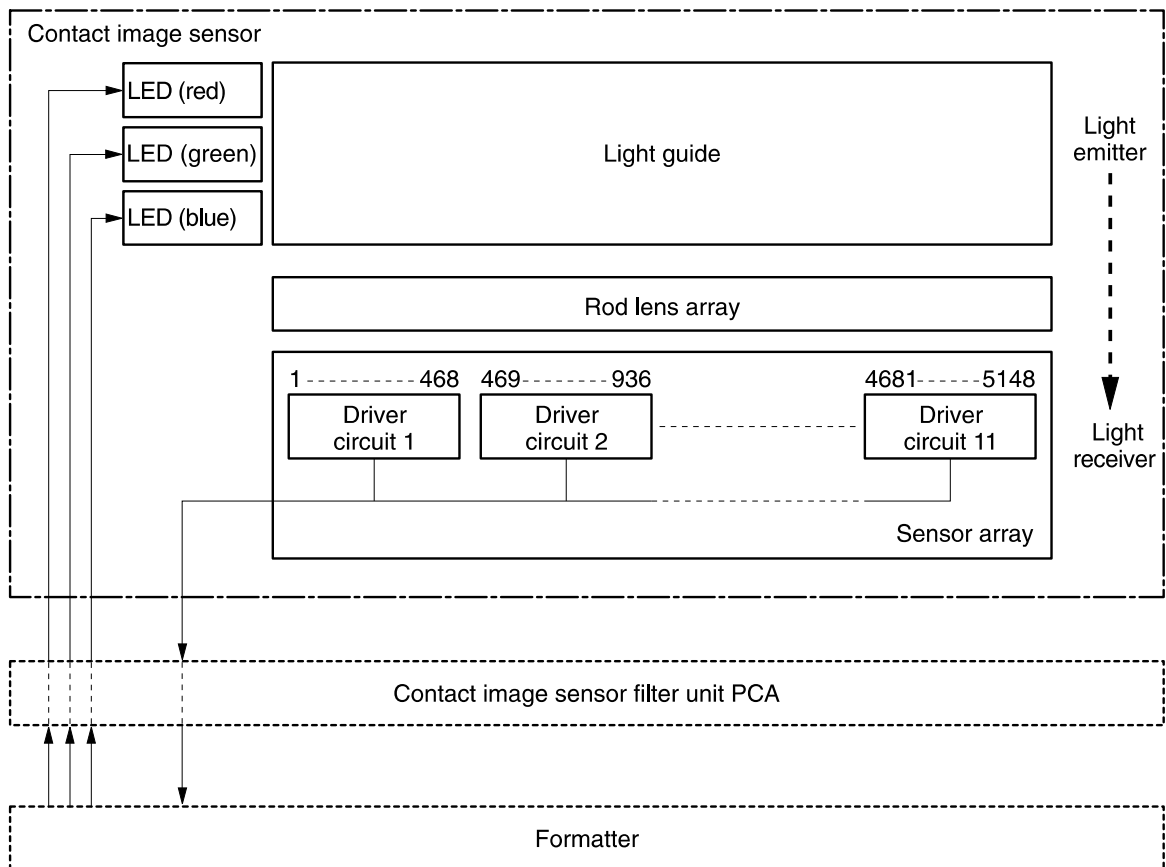 Contact image sensor
LED (red)
LED (green)
LED (blue)
Light guide
Light
emitter
Rod lens array
1 468
469 936
4681 5148
Driver
circuit 1
Driver
circuit 2
Driver
circuit 11
Light
receiver
Sensor array
Contact image sensor filter unit PCA
Formatter